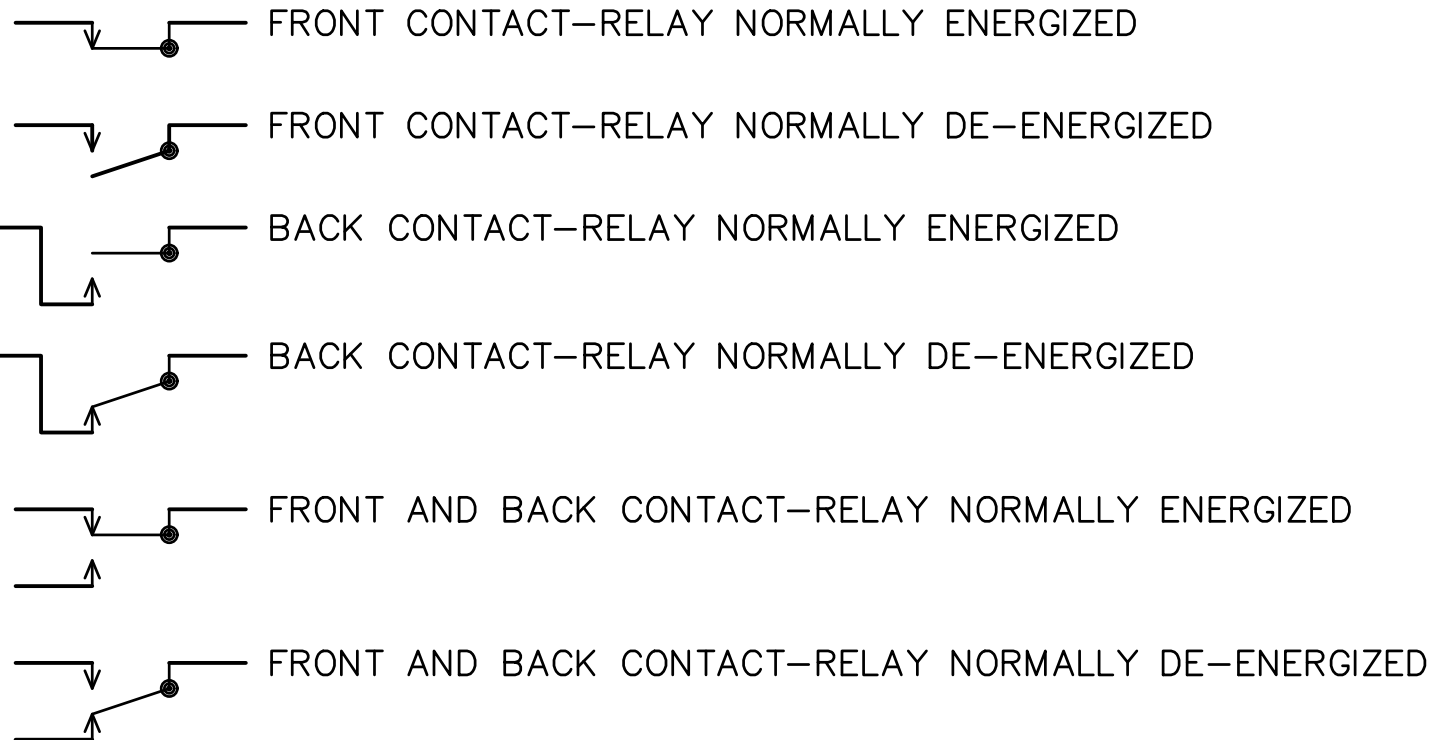 FRONT CONTACT-RELAY NORMALLY ENERGIZED
FRONT CONTACT-RELAY NORMALLY DE-ENERGIZED
BACK CONTACT-RELAY NORMALLY ENERGIZED
BACK CONTACT-RELAY NORMALLY DE-ENERGIZED
FRONT AND BACK CONTACT-RELAY NORMALLY ENERGIZED
FRONT AND BACK CONTACT-RELAY NORMALLY DE-ENERGIZED